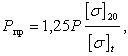 Pпр = 1,25P [σ]20 / [σ]t ,